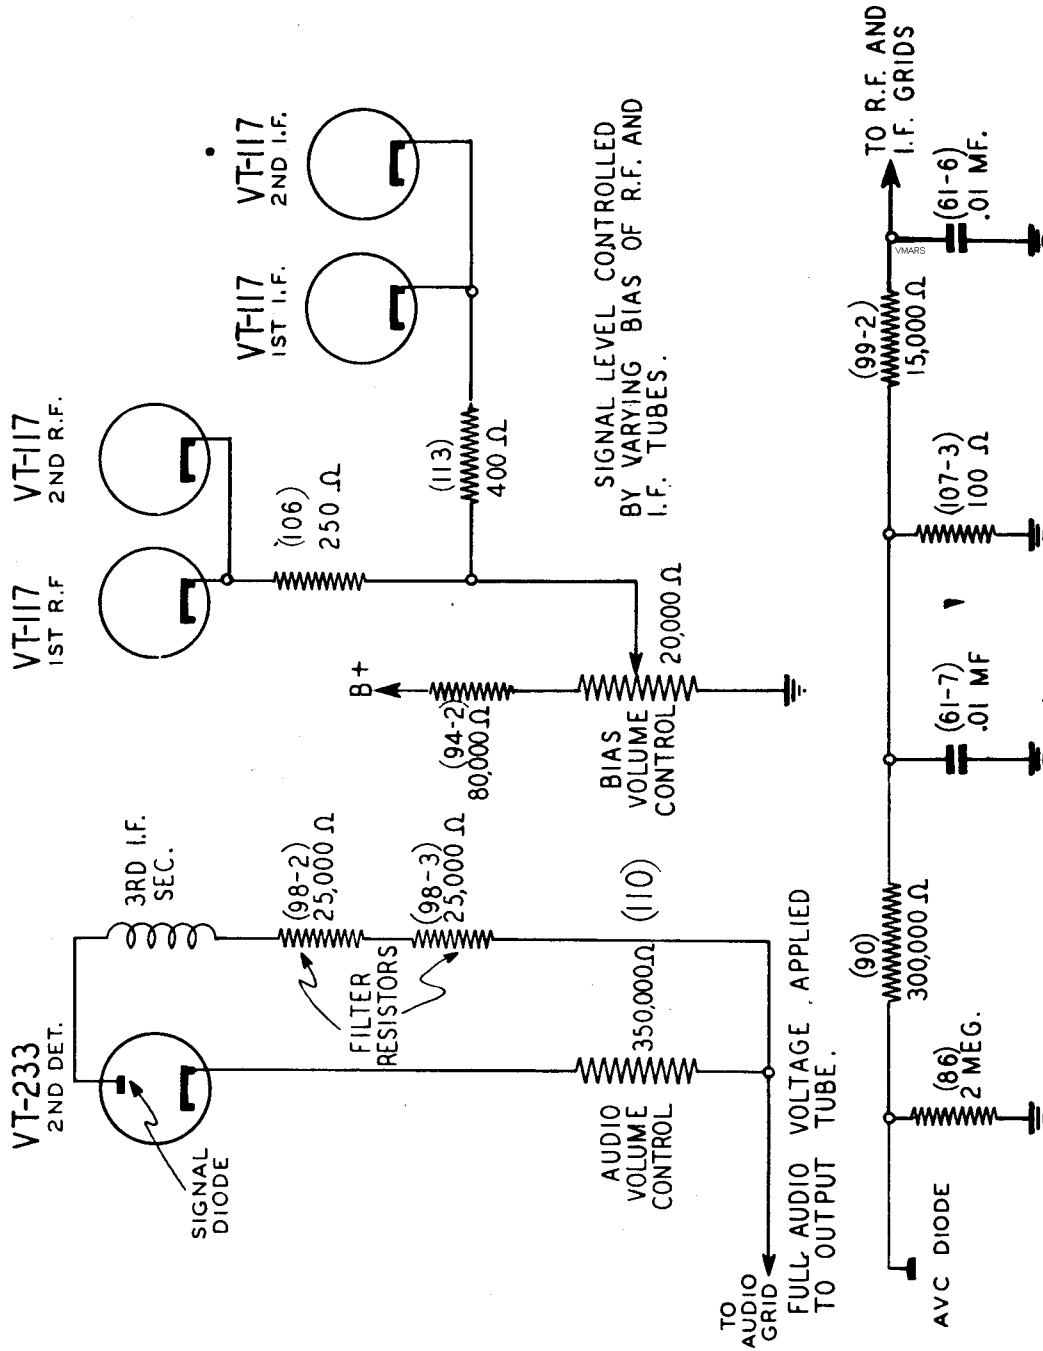 VT-233
2ND DET.
SIGNAL
DIODE
3RD I.F.
SEC.
(98-2)
25,000 Ω
FILTER
RESISTORS
(98-3)
25,000 Ω
AUDIO
VOLUME
CONTROL
350,000Ω
(110)
TO
AUDIO
GRID
FULL AUDIO VOLTAGE APPLIED
TO OUTPUT TUBE.
VT-117
1ST R.F
VT-117
2ND R.F.
(106)
250 Ω
B+
(94-2)
80,000Ω
BIAS
VOLUME
CONTROL
20,000 Ω
VT-117
1ST I.F.
VT-117
2ND I.F.
(113)
400 Ω
SIGNAL LEVEL CONTROLLED
BY VARYING BIAS OF R.F. AND
I.F. TUBES.
AVC DIODE
(86)
2 MEG.
(90)
300,000Ω
(61-7)
.01 MF
(107-3)
100 Ω
(99-2)
15,000 Ω
VMARS
(61-6)
.01 MF.
TO R.F. AND
I.F. GRIDS